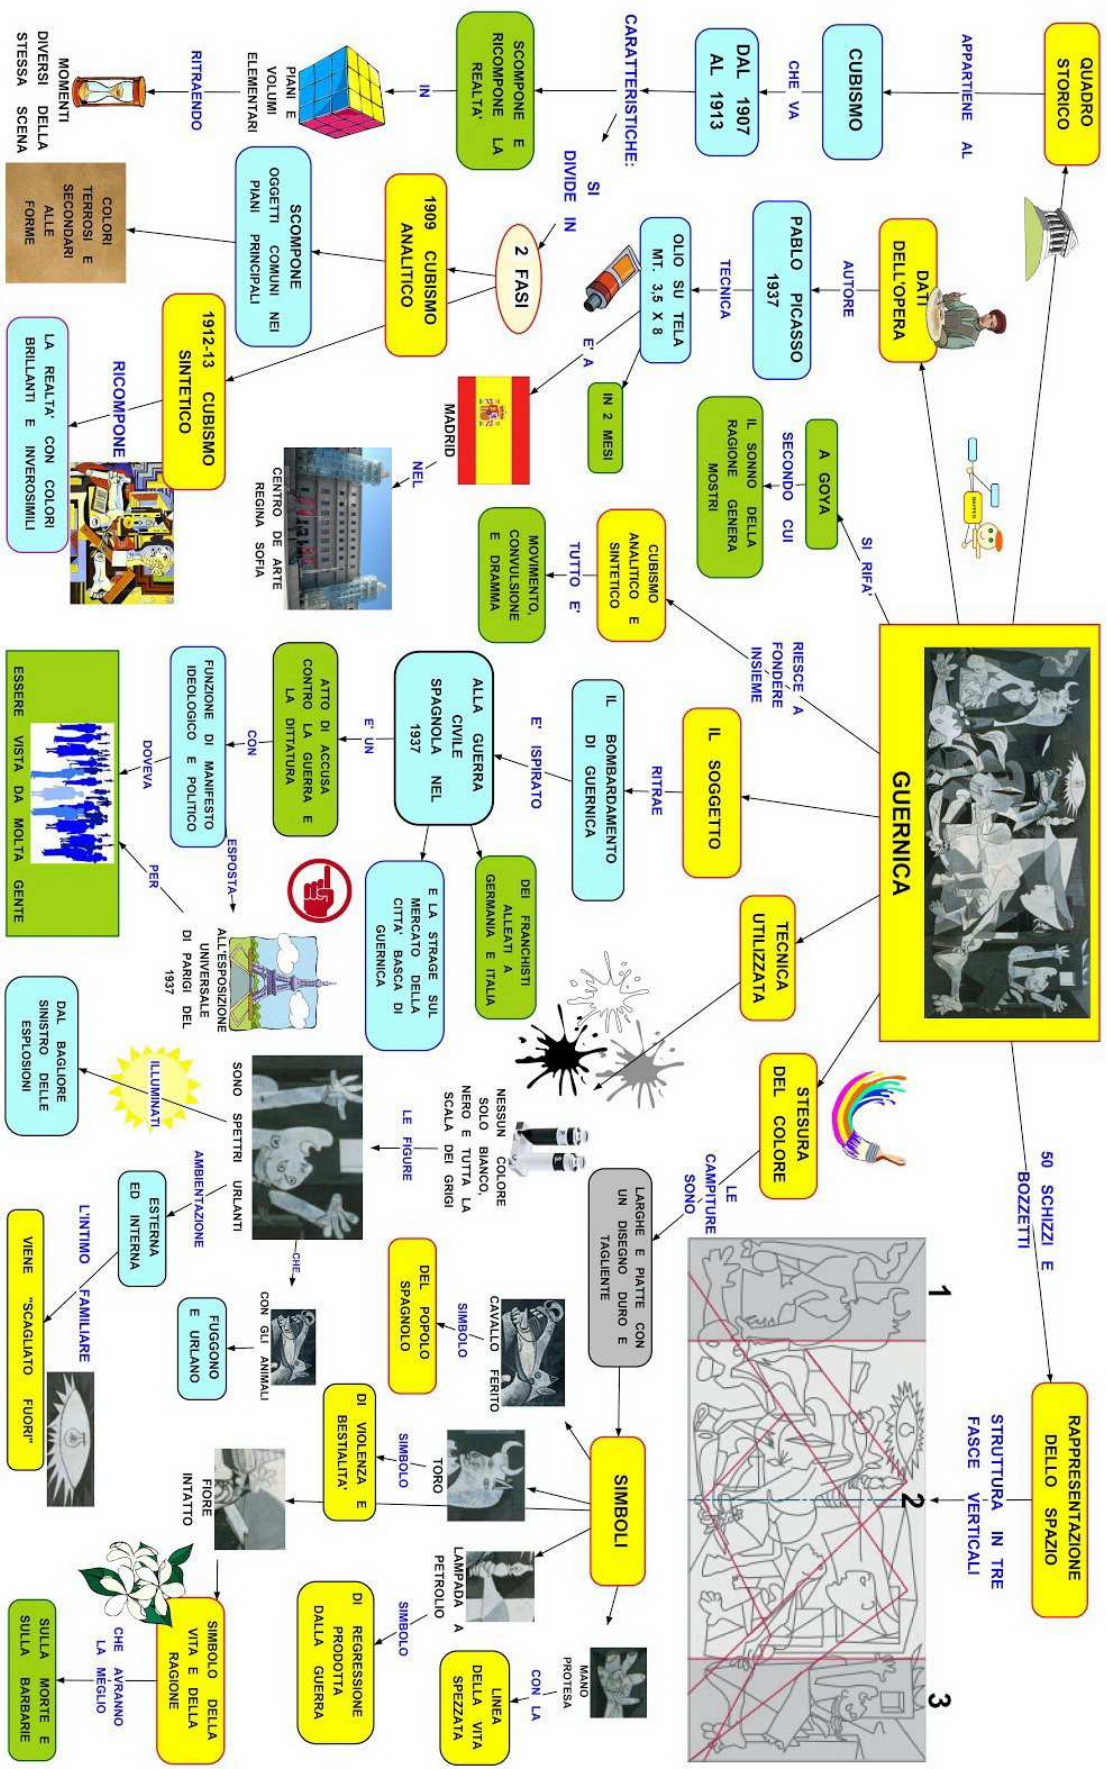 QUADRO
STORICO
APPARTIENE AL
CUBISMO
CHE VA
DAL 1907
AL 1913
CARATTERISTICHE:
SCOMPONE E
RICOMPONE LA
REALTA'
IN
PIANI E
VOLUMI
ELEMENTARI
RITRAENDO
MOMENTI
DIVERSI DELLA
STESSA SCENA
SI
DIVIDE IN
2 FASI
1909 CUBISMO
ANALITICO
SCOMPONE
OGGETTI COMUNI NEI
PIANI PRINCIPALI
COLORI
TERROSI E
SECONDARI
ALLE
FORME
1912-13 CUBISMO
SINTETICO
RICOMPONE
LA REALTA' CON COLORI
BRILLANTI E INVEROSIMILI
DATI
DELL'OPERA
AUTORE
PABLO PICASSO
1937
TECNICA
OLIO SU TELA
MT. 3,5 X 8
E' A
IN 2 MESI
MADRID
NEL
CENTRO DE ARTE
REGINA SOFIA
SI RIFA'
A GOYA
SECONDO CUI
IL SONNO DELLA
RAGIONE GENERA
MOSTRI
GUERNICA
RIESCE A
FONDERE
INSIEME
CUBISMO
ANALITICO E
SINTETICO
TUTTO E'
MOVIMENTO,
CONVULSIONE
E DRAMMA
IL SOGGETTO
RITRAE
IL BOMBARDAMENTO
DI GUERNICA
E' ISPIRATO
ALLA GUERRA
CIVILE
SPAGNOLA NEL
1937
DEI FRANCHISTI
ALLEATI A
GERMANIA E ITALIA
E LA STRAGE SUL
MERCATO DELLA
CITTA' BASCA DI
GUERNICA
E' UN
ATTO DI ACCUSA
CONTRO LA GUERRA E
LA DITTATURA
CON
FUNZIONE DI MANIFESTO
IDEOLOGICO E POLITICO
ESPOSTA
ALL'ESPOSIZIONE
UNIVERSALE
DI PARIGI DEL
1937
DOVEVA
PER
ESSERE VISTA DA MOLTA GENTE
TECNICA
UTILIZZATA
NESSUN COLORE
SOLO BIANCO,
NERO E TUTTA LA
SCALA DEI GRIGI
LE FIGURE
SONO SPETTRI URLANTI
ILLUMINATI
DAL BAGLIORE
SINISTRO DELLE
ESPLOSIONI
AMBIENTAZIONE
ESTERNA
ED INTERNA
L'INTIMO FAMILIARE
VIENE "SCAGLIATO FUORI"
CHE
CON GLI ANIMALI
FUGGONO
E URLANO
STESURA
DEL COLORE
LE
CAMPITURE
SONO
LARGHE E PIATTE CON
UN DISEGNO DURO E
TAGLIENTE
SIMBOLI
CAVALLO FERITO
SIMBOLO
DEL POPOLO
SPAGNOLO
TORO
SIMBOLO
DI VIOLENZA E
BESTIALITA'
FIORE
INTATTO
SIMBOLO DELLA
VITA E DELLA
RAGIONE
CHE AVRANNO
LA MEGLIO
SULLA MORTE E
SULLA BARBARIE
LAMPADA A
PETROLIO
SIMBOLO
DI REGRESSIONE
PRODOTTA
DALLA GUERRA
MANO
PROTESA
CON LA
LINEA
DELLA VITA
SPEZZATA
50 SCHIZZI E
BOZZETTI
RAPPRESENTAZIONE
DELLO SPAZIO
STRUTTURA IN TRE
FASCE VERTICALI
1
2
3